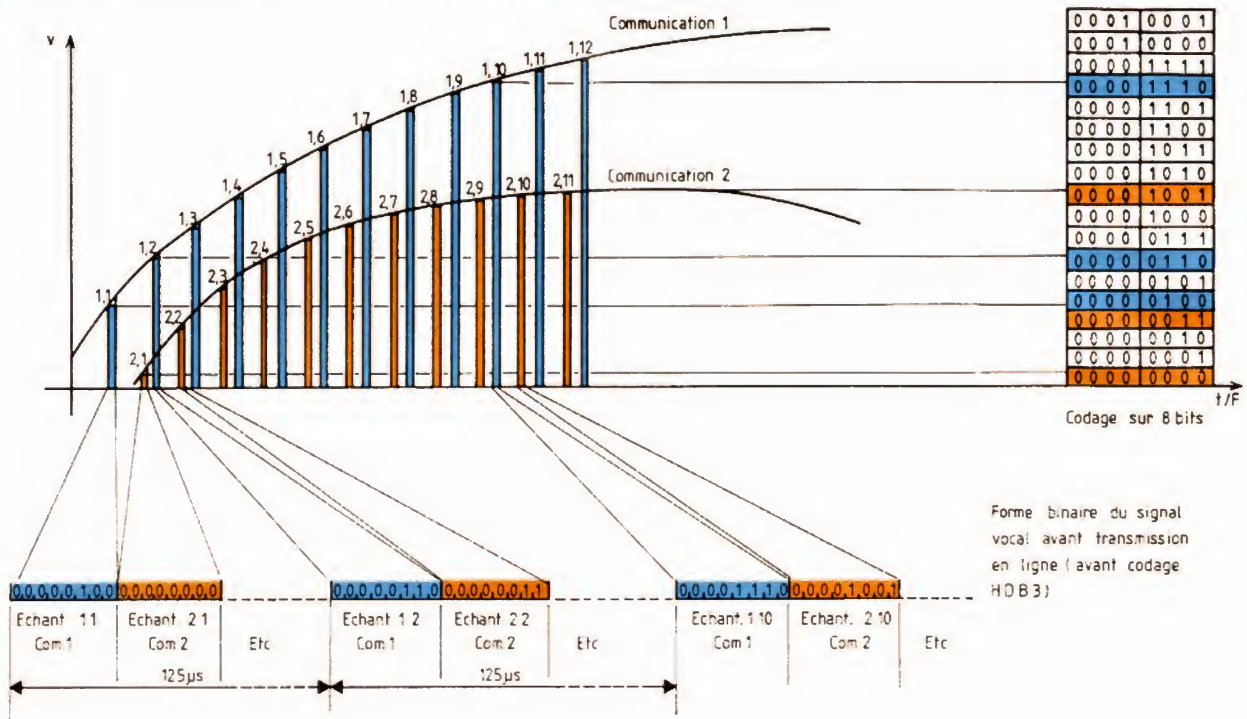 v
Communication 1
1,1
1,2
1,3
1,4
1,5
1,6
1,7
1,8
1,9
1,10
1,11
1,12
Communication 2
2,1
2,2
2,3
2,4
2,5
2,6
2,7
2,8
2,9
2,10
2,11
0 0 0 1 0 0 0 1
0 0 0 1 0 0 0 0
0 0 0 0 1 1 1 1
0 0 0 0 1 1 1 0
0 0 0 0 1 1 0 1
0 0 0 0 1 1 0 0
0 0 0 0 1 0 1 1
0 0 0 0 1 0 1 0
0 0 0 0 1 0 0 1
0 0 0 0 1 0 0 0
0 0 0 0 0 1 1 1
0 0 0 0 0 1 1 0
0 0 0 0 0 1 0 1
0 0 0 0 0 1 0 0
0 0 0 0 0 0 1 1
0 0 0 0 0 0 1 0
0 0 0 0 0 0 0 1
0 0 0 0 0 0 0 0
t/F
Codage sur 8 bits
Forme binaire du signal
vocal avant transmission
en ligne (avant codage
HDB3)
0,0,0,0,0,1,0,0 0,0,0,0,0,0,0,0
0,0,0,0,0,1,1,0 0,0,0,0,0,0,1,1
0,0,0,0,1,1,1,0 0,0,0,0,1,0,0,1
Echant 1.1 Echant 2.1
Com.1 Com.2 Etc
Echant 1.2 Echant 2.2
Com.1 Com.2 Etc
Echant. 1.10 Echant. 2.10
Com 1 Com 2 Etc
125µs 125µs